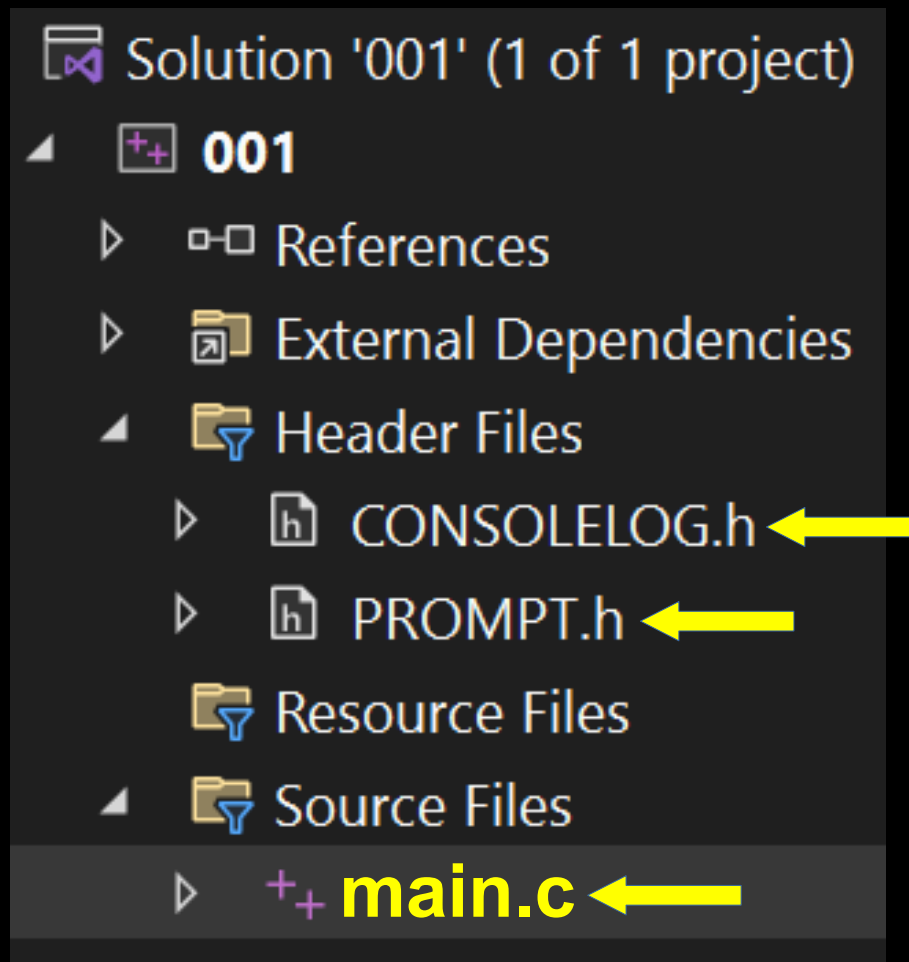 Solution '001' (1 of 1 project)
001
References
External Dependencies
Header Files
CONSOLELOG.h
PROMPT.h
Resource Files
Source Files
main.c